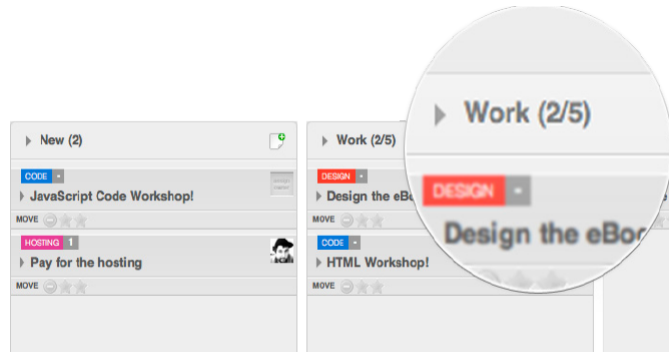 New (2)
CODE -
JavaScript Code Workshop!
MOVE
HOSTING 1
Pay for the hosting
MOVE
Work (2/5)
DESIGN -
Design the eBo
MOVE
CODE -
HTML Workshop!
MOVE
Work (2/5)
DESIGN -
Design the eBoo